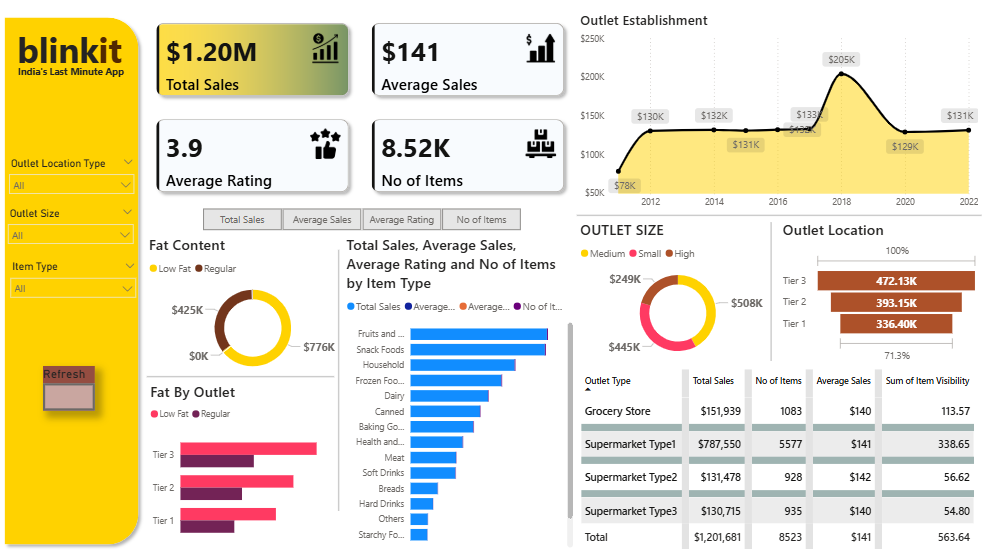 blinkit
India's Last Minute App
Outlet Location Type
All
Outlet Size
All
Item Type
All
Refresh
$1.20M
Total Sales
$141
Average Sales
3.9
Average Rating
8.52K
No of Items
Total Sales
Average Sales
Average Rating
No of Items
Fat Content
Low Fat
Regular
$425K
$0K
$776K
Fat By Outlet
Low Fat
Regular
Tier 3
Tier 2
Tier 1
Total Sales, Average Sales,
Average Rating and No of Items
by Item Type
Total Sales
Average...
Average...
No of It...
Fruits and ...
Snack Foods
Household
Frozen Foo...
Dairy
Canned
Baking Go...
Health and...
Meat
Soft Drinks
Breads
Hard Drinks
Others
Starchy Fo...
Outlet Establishment
$250K
$200K
$150K
$100K
$50K
$78K
$130K
$132K
$131K
$133K
$205K
$129K
$131K
2012
2014
2016
2018
2020
2022
OUTLET SIZE
Medium
Small
High
$249K
$508K
$445K
Outlet Location
100%
Tier 3 472.13K
Tier 2 393.15K
Tier 1 336.40K
71.3%
Outlet Type Total Sales No of Items Average Sales Sum of Item Visibility
Grocery Store $151,939 1083 $140 113.57
Supermarket Type1 $787,550 5577 $141 338.65
Supermarket Type2 $131,478 928 $142 56.62
Supermarket Type3 $130,715 935 $140 54.80
Total $1,201,681 8523 $141 563.64